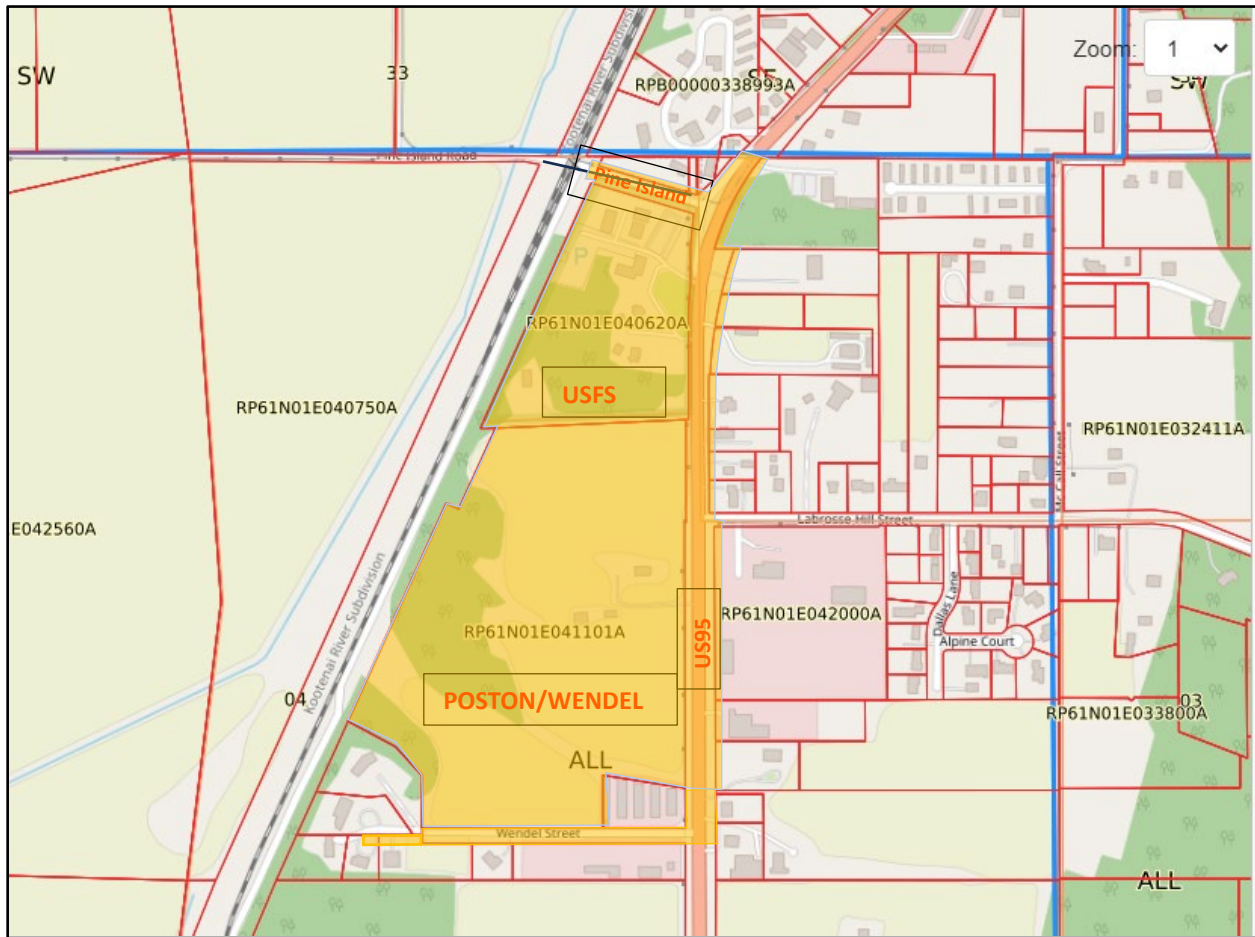 Zoom: 1
SW
33
SE
SW
RPB00000338993A
Kootenai River Subdivision
Pine Island Road
Pine Island
RP61N01E040620A
USFS
RP61N01E040750A
RP61N01E032411A
Mc Call Street
Labrosse Hill Street
E042560A
Kootenai River Subdivision
RP61N01E041101A
US95
RP61N01E042000A
Dallas Lane
Alpine Court
04
POSTON/WENDEL
03
RP61N01E033800A
ALL
Wendel Street
ALL